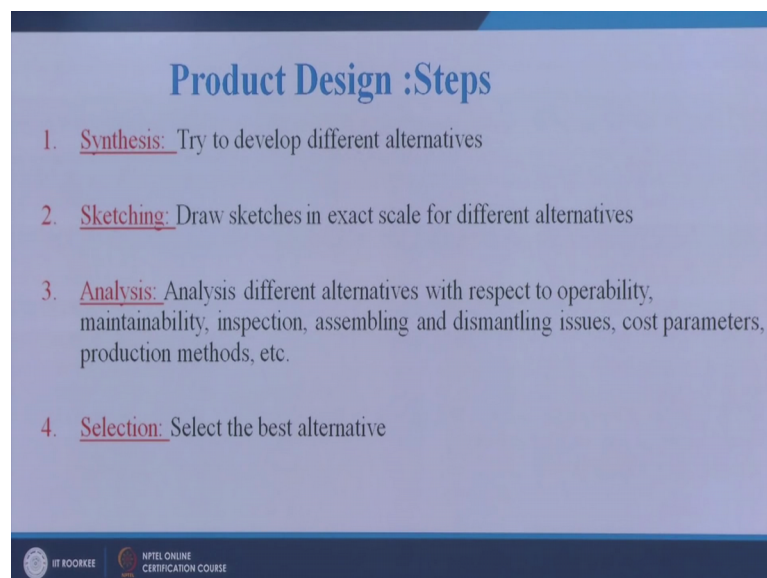 Product Design :Steps
1. Synthesis: Try to develop different alternatives
2. Sketching: Draw sketches in exact scale for different alternatives
3. Analysis: Analysis different alternatives with respect to operability,
maintainability, inspection, assembling and dismantling issues, cost parameters,
production methods, etc.
4. Selection: Select the best alternative
IIT ROORKEE
NPTEL ONLINE
CERTIFICATION COURSE